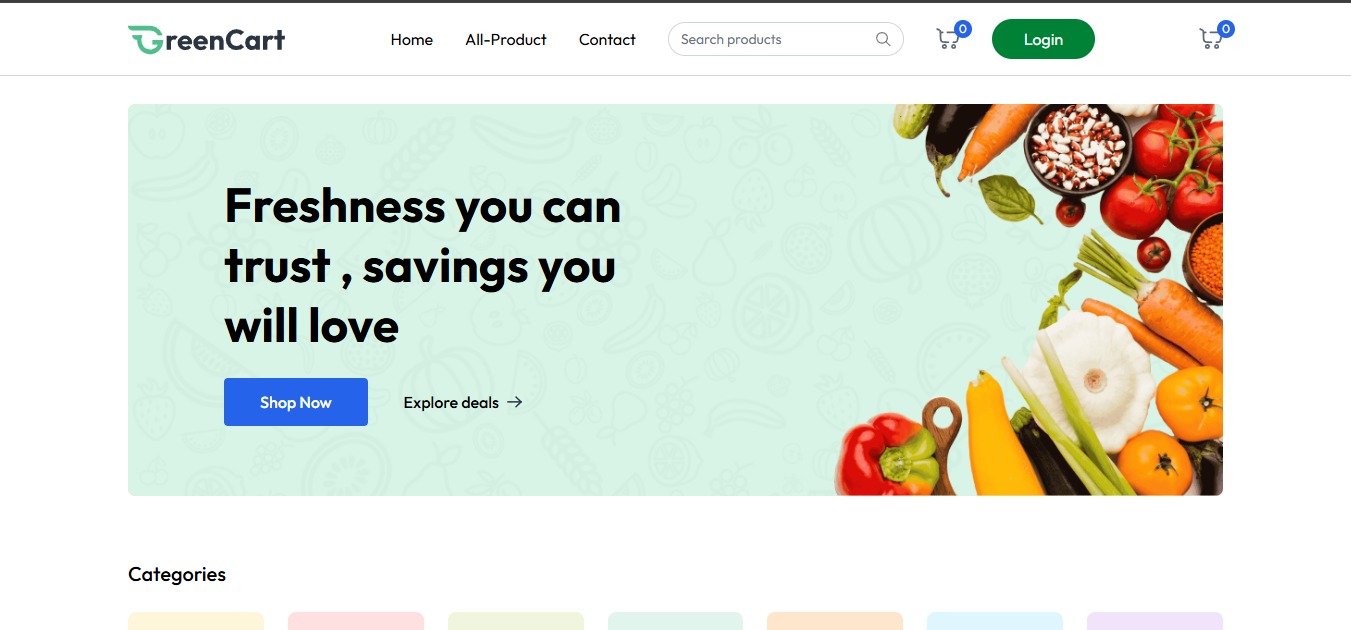 GreenCart
Home
All-Product
Contact
Search products
0
Login
0
Freshness you can
trust , savings you
will love
Shop Now
Explore deals
Categories